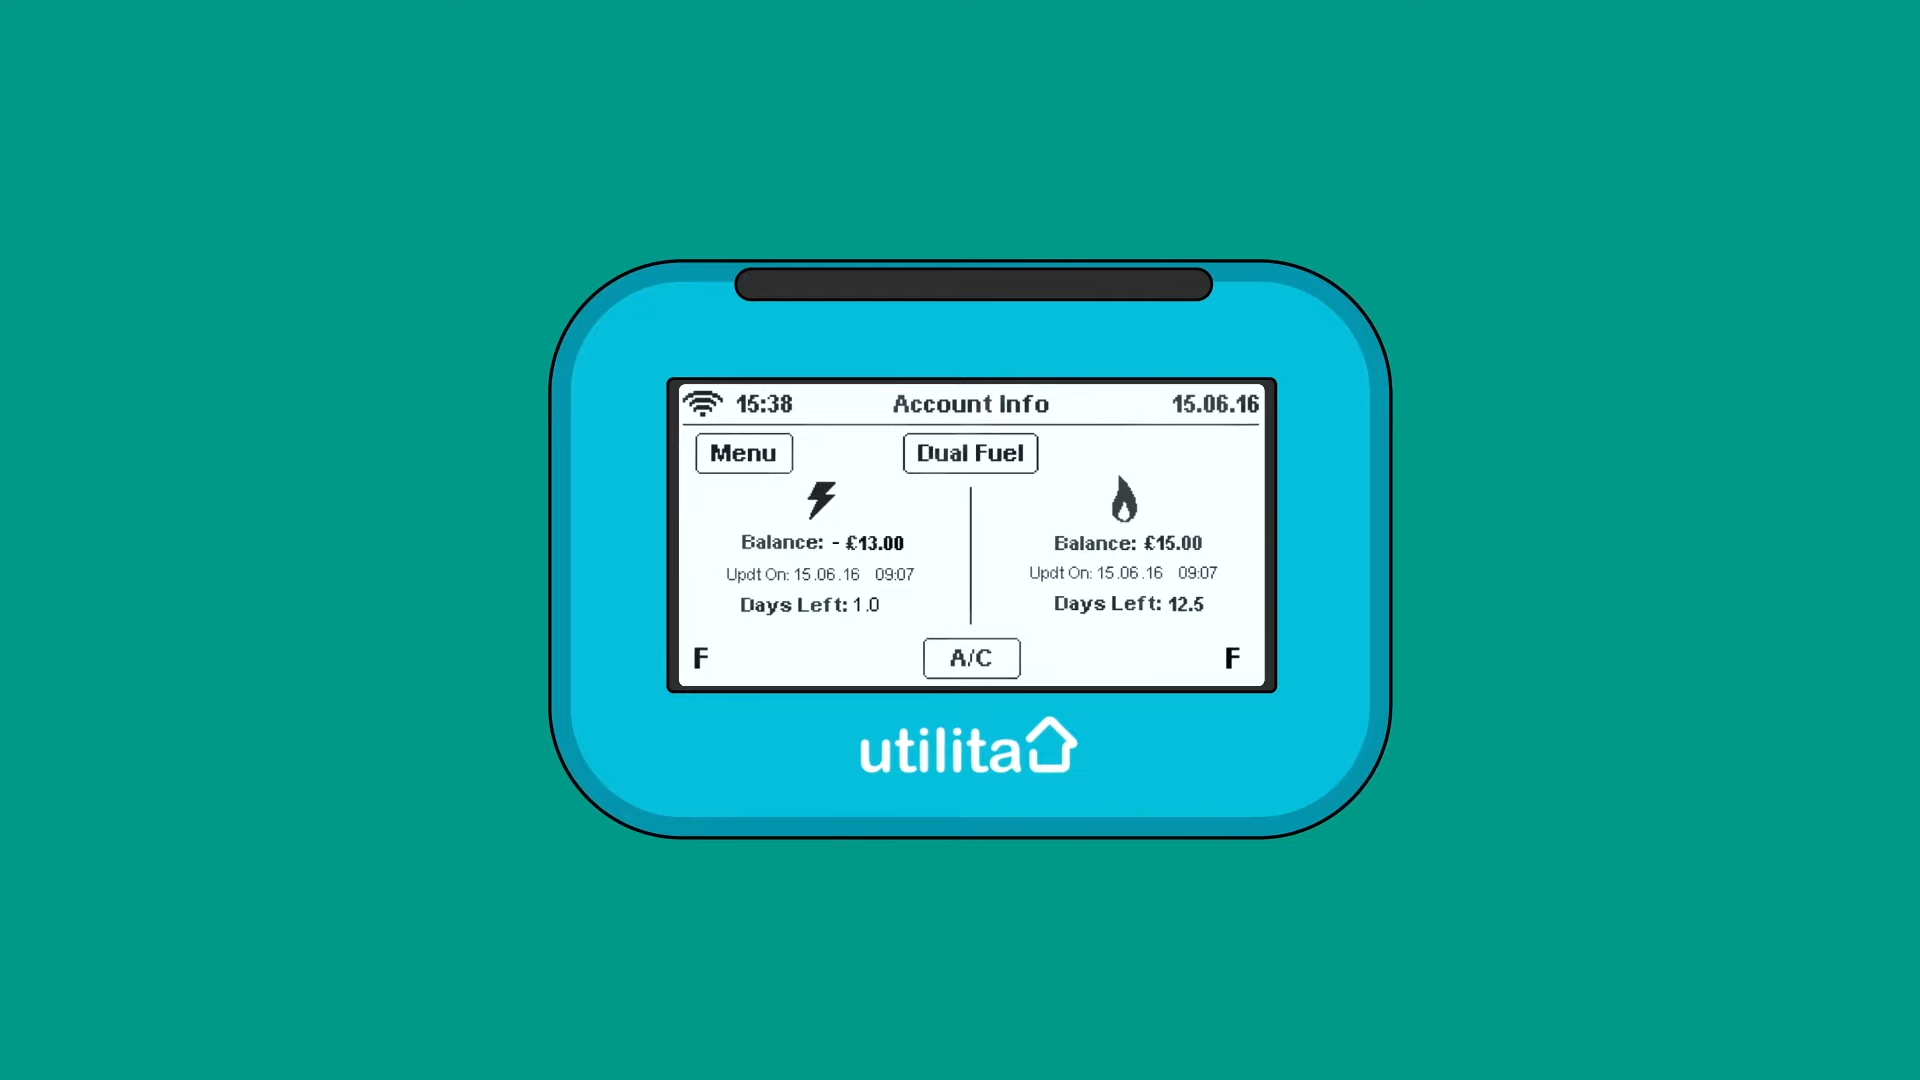 15:38 Account Info 15.06.16
Menu Dual Fuel
Balance: - £13.00
Updt On: 15.06.16 09:07
Days Left: 1.0
Balance: £15.00
Updt On: 15.06.16 09:07
Days Left: 12.5
F A/C F
utilita